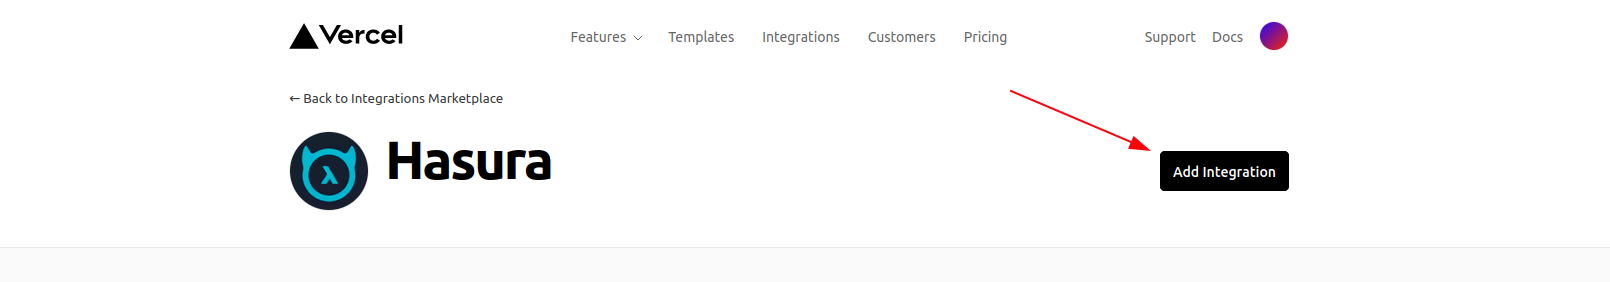 Vercel
Features Templates Integrations Customers Pricing
Support Docs
← Back to Integrations Marketplace
Hasura
Add Integration